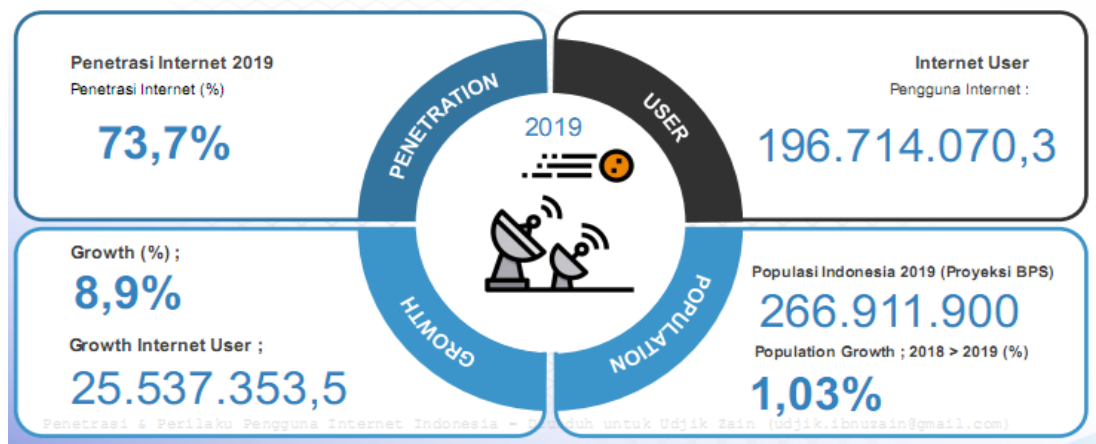 Penetrasi Internet 2019
Penetrasi Internet (%)
73,7%
PENETRATION
2019
USER
Internet User
Pengguna Internet :
196.714.070,3
Growth (%) ;
8,9%
Growth Internet User ;
25.537.353,5
GROWTH
POPULATION
Populasi Indonesia 2019 (Proyeksi BPS)
266.911.900
Population Growth ; 2018 > 2019 (%)
1,03%
Penetrasi & Perilaku Pengguna Internet Indonesia - Diunduh untuk Udjik Zain (udjik.ibnuzain@gmail.com)